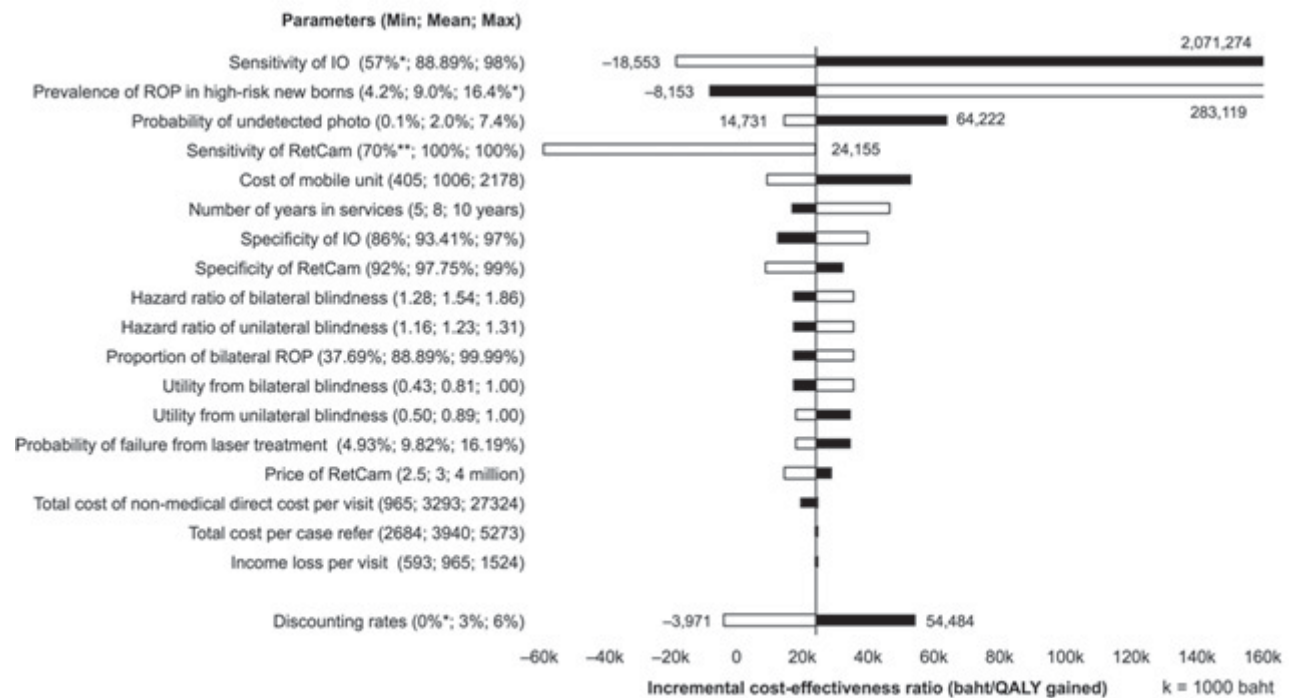 Parameters (Min; Mean; Max)
2,071,274
Sensitivity of IO (57%*; 88.89%; 98%) –18,553
Prevalence of ROP in high-risk new borns (4.2%; 9.0%; 16.4%*) –8,153
283,119
Probability of undetected photo (0.1%; 2.0%; 7.4%) 14,731 64,222
Sensitivity of RetCam (70%**; 100%; 100%) 24,155
Cost of mobile unit (405; 1006; 2178)
Number of years in services (5; 8; 10 years)
Specificity of IO (86%; 93.41%; 97%)
Specificity of RetCam (92%; 97.75%; 99%)
Hazard ratio of bilateral blindness (1.28; 1.54; 1.86)
Hazard ratio of unilateral blindness (1.16; 1.23; 1.31)
Proportion of bilateral ROP (37.69%; 88.89%; 99.99%)
Utility from bilateral blindness (0.43; 0.81; 1.00)
Utility from unilateral blindness (0.50; 0.89; 1.00)
Probability of failure from laser treatment (4.93%; 9.82%; 16.19%)
Price of RetCam (2.5; 3; 4 million)
Total cost of non-medical direct cost per visit (965; 3293; 27324)
Total cost per case refer (2684; 3940; 5273)
Income loss per visit (593; 965; 1524)
Discounting rates (0%*; 3%; 6%) –3,971 54,484
–60k –40k –20k 0 20k 40k 60k 80k 100k 120k 140k 160k
Incremental cost-effectiveness ratio (baht/QALY gained) k = 1000 baht